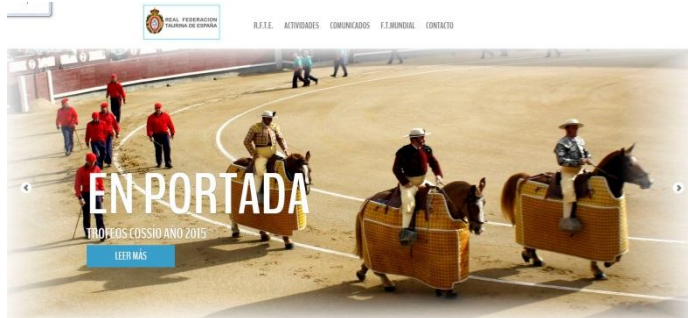 REAL FEDERACION
TAURINA DE ESPAÑA
R.F.T.E. ACTIVIDADES COMUNICADOS F.T.MUNDIAL CONTACTO
EN PORTADA
TROFEOS COSSIO AÑO 2015
LEER MÁS